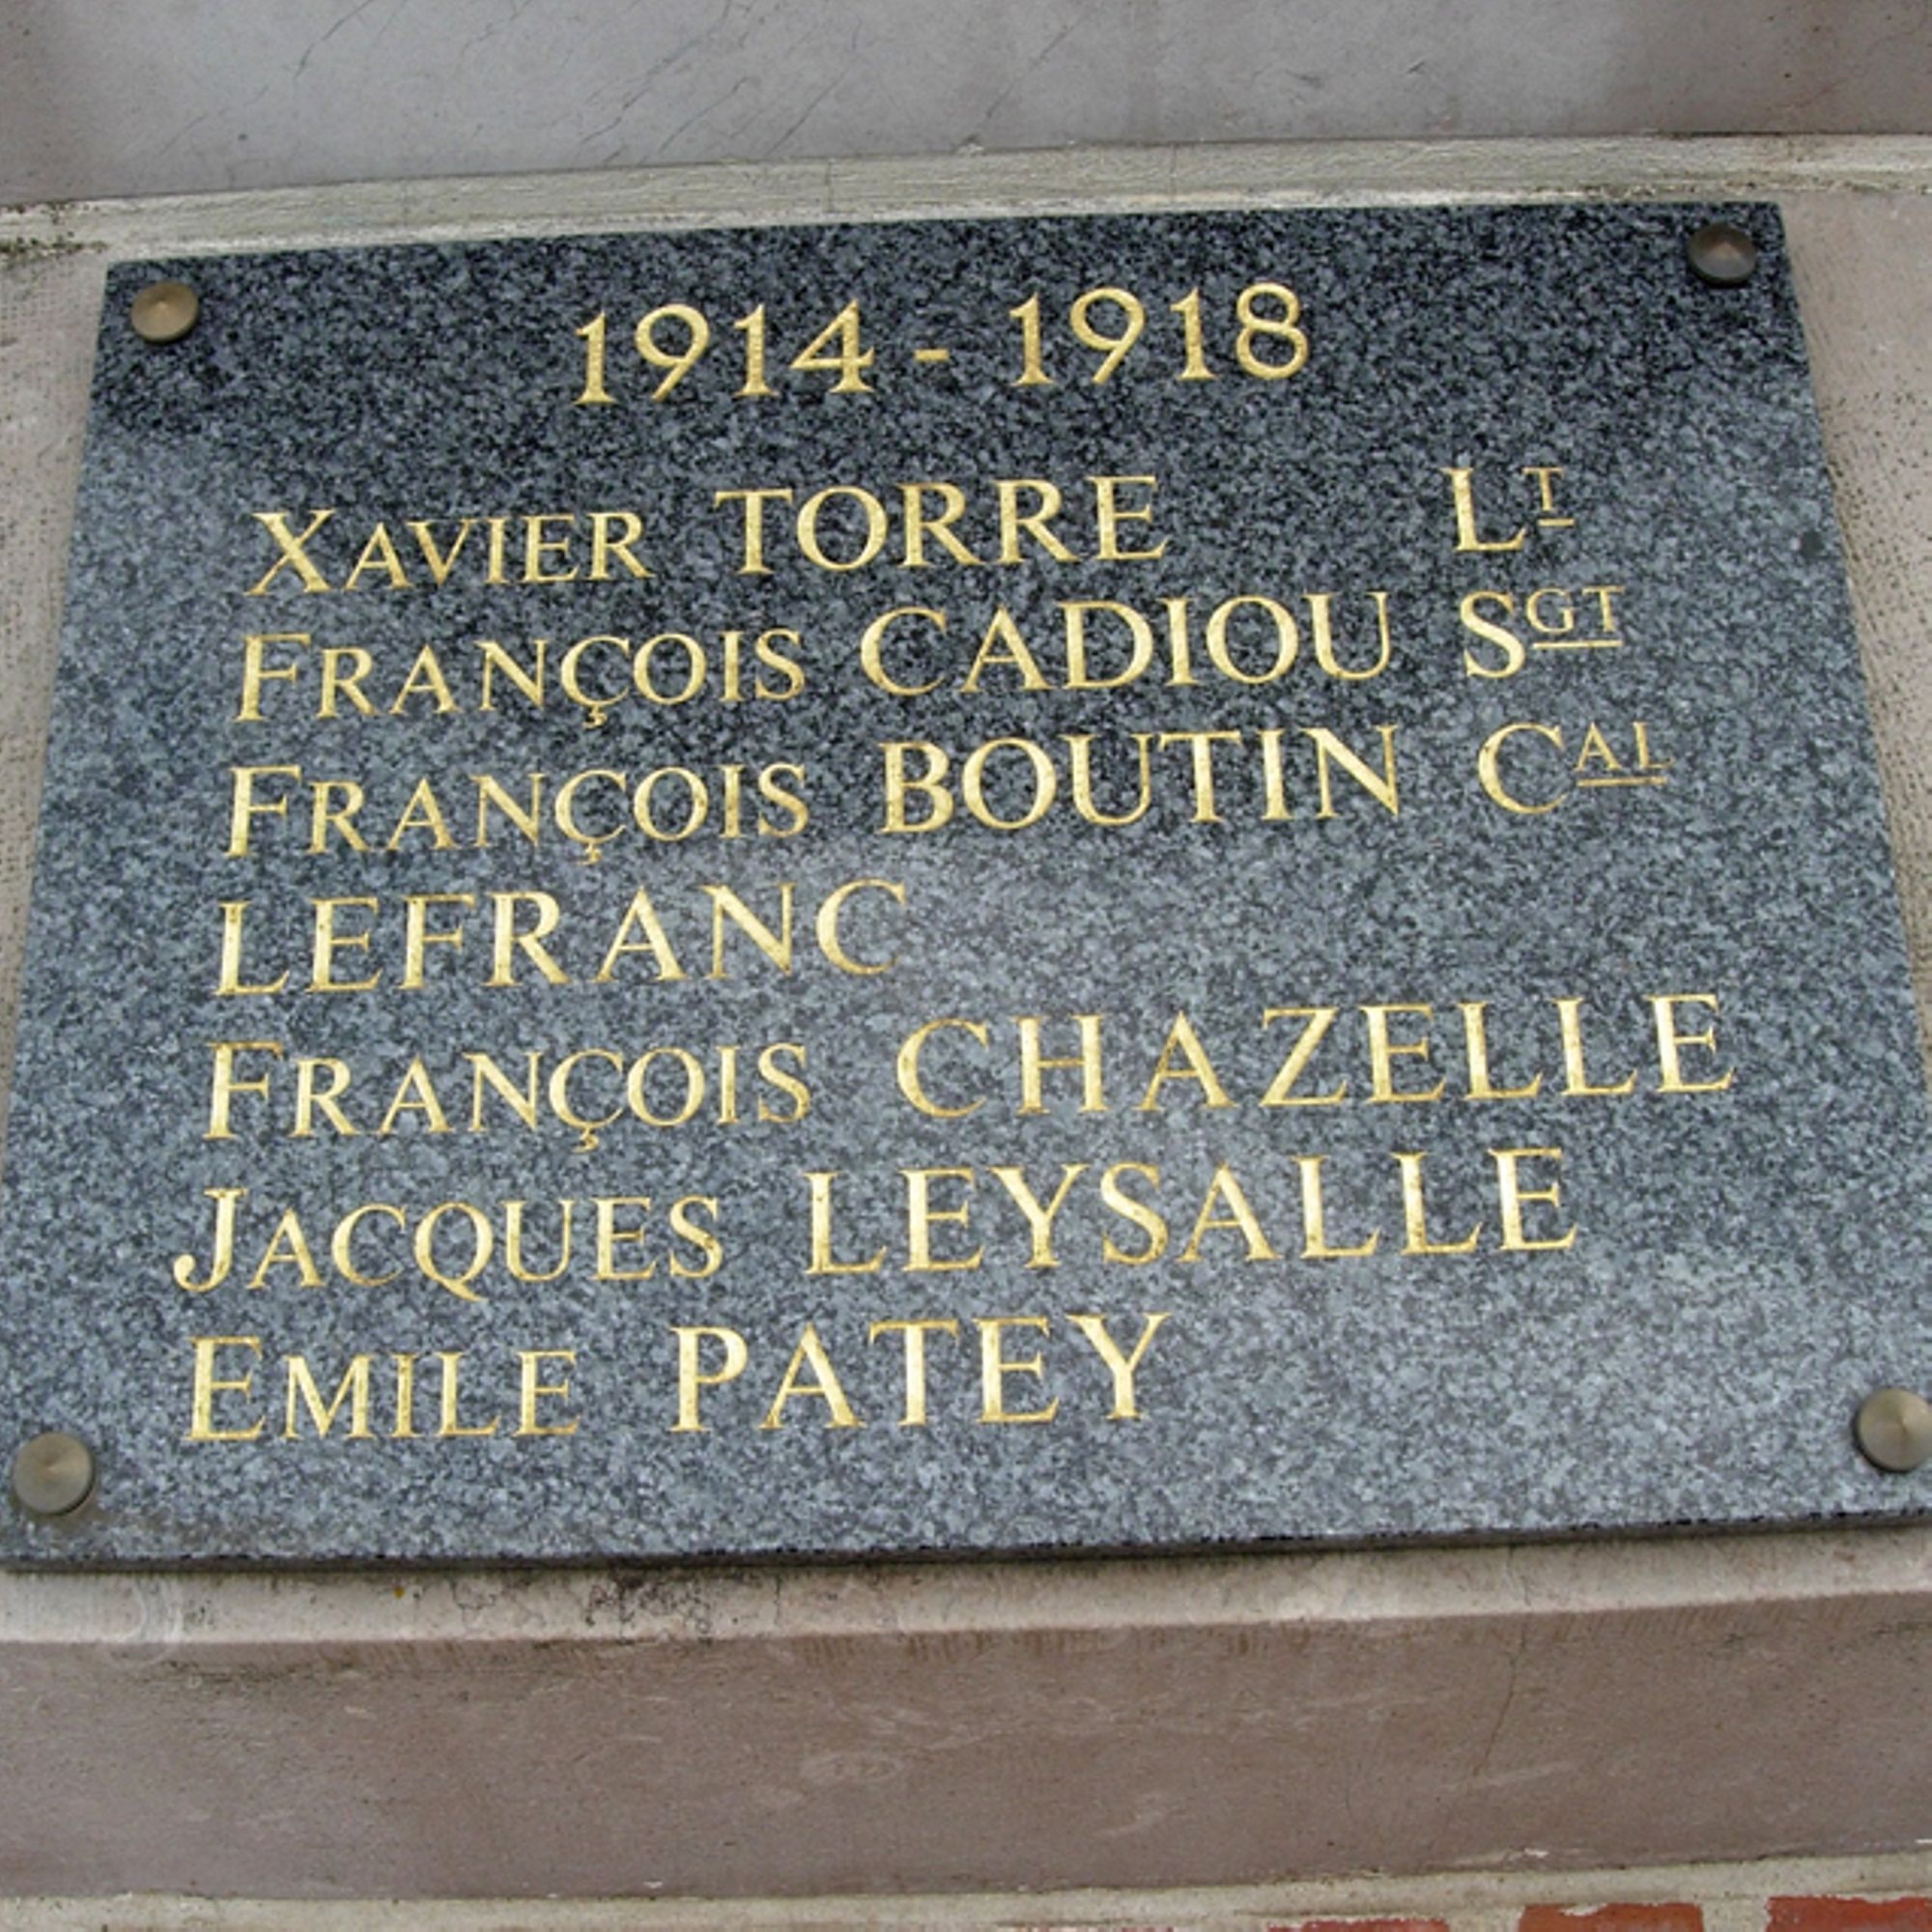 1914 - 1918
XAVIER TORRE LT
FRANÇOIS CADIOU SGT
FRANÇOIS BOUTIN CAL
LEFRANC
FRANÇOIS CHAZELLE
JACQUES LEYSALLE
EMILE PATEY